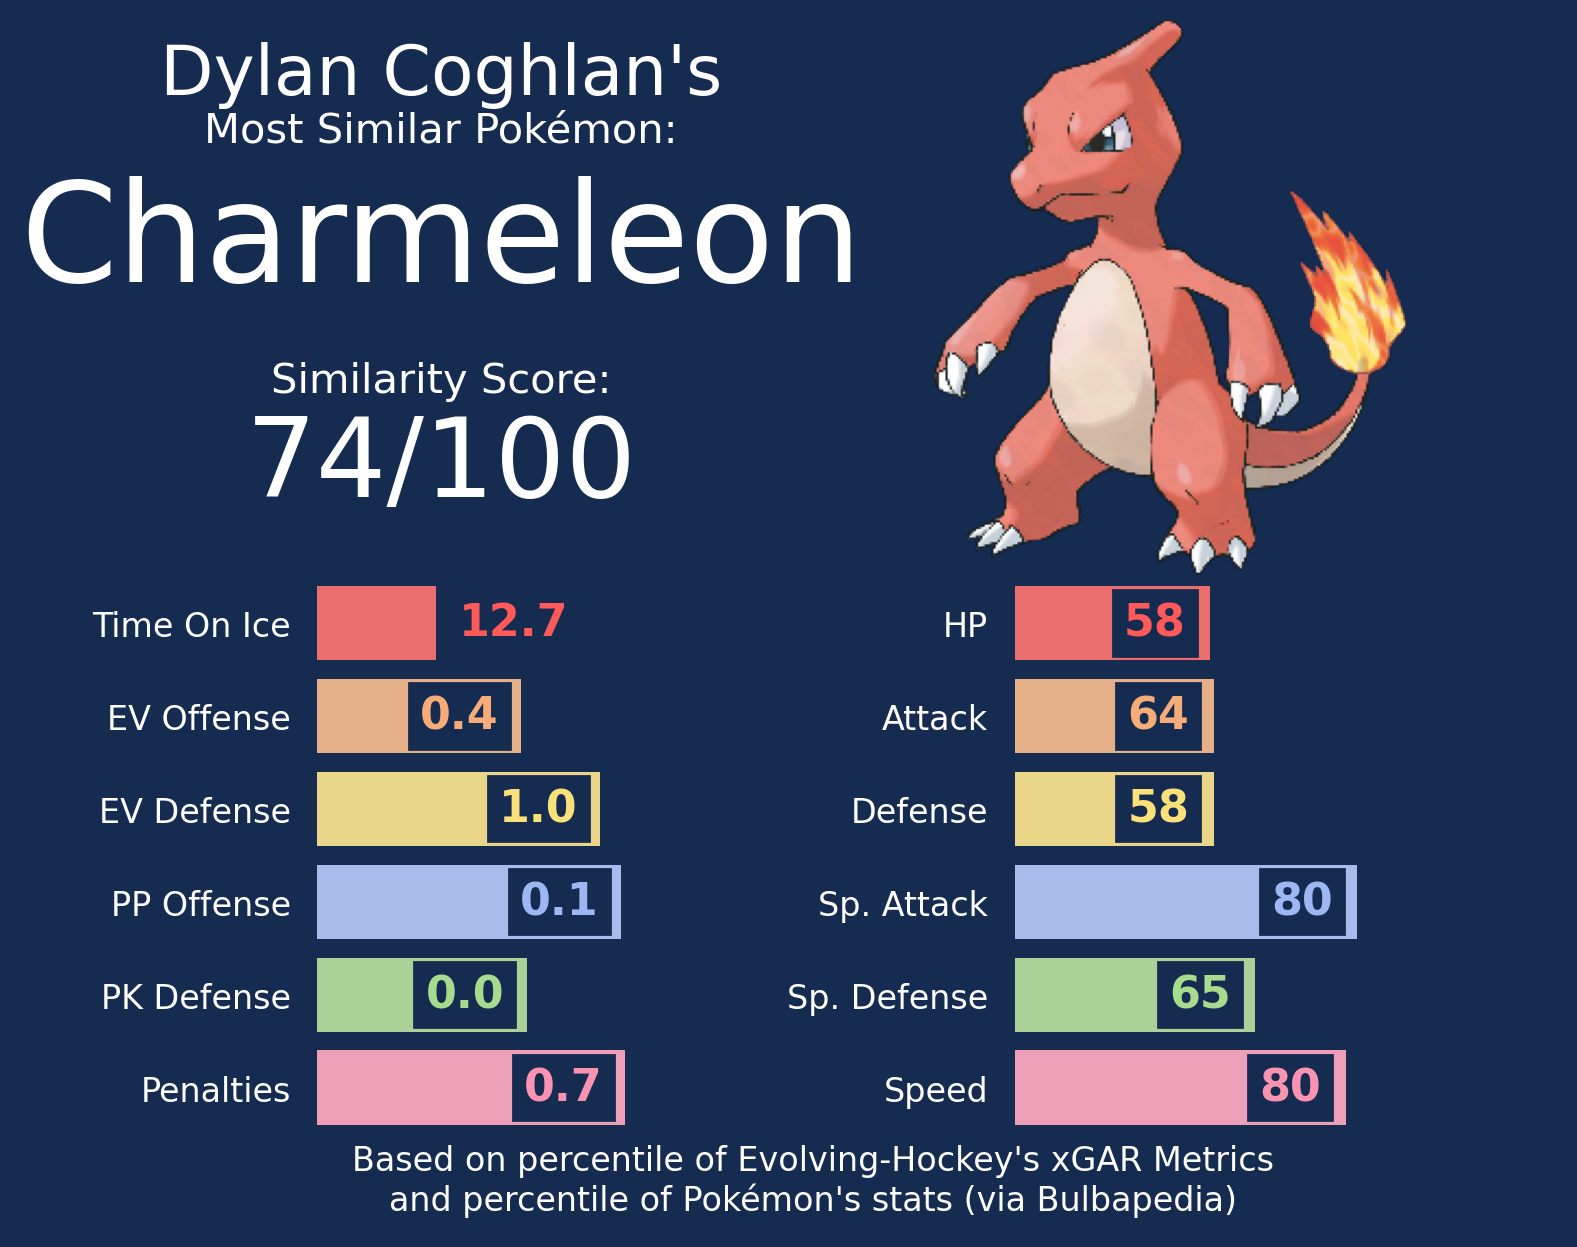 Dylan Coghlan's
Most Similar Pokémon:
Charmeleon
Similarity Score:
74/100
Time On Ice 12.7
EV Offense 0.4
EV Defense 1.0
PP Offense 0.1
PK Defense 0.0
Penalties 0.7
HP 58
Attack 64
Defense 58
Sp. Attack 80
Sp. Defense 65
Speed 80
Based on percentile of Evolving-Hockey's xGAR Metrics
and percentile of Pokémon's stats (via Bulbapedia)